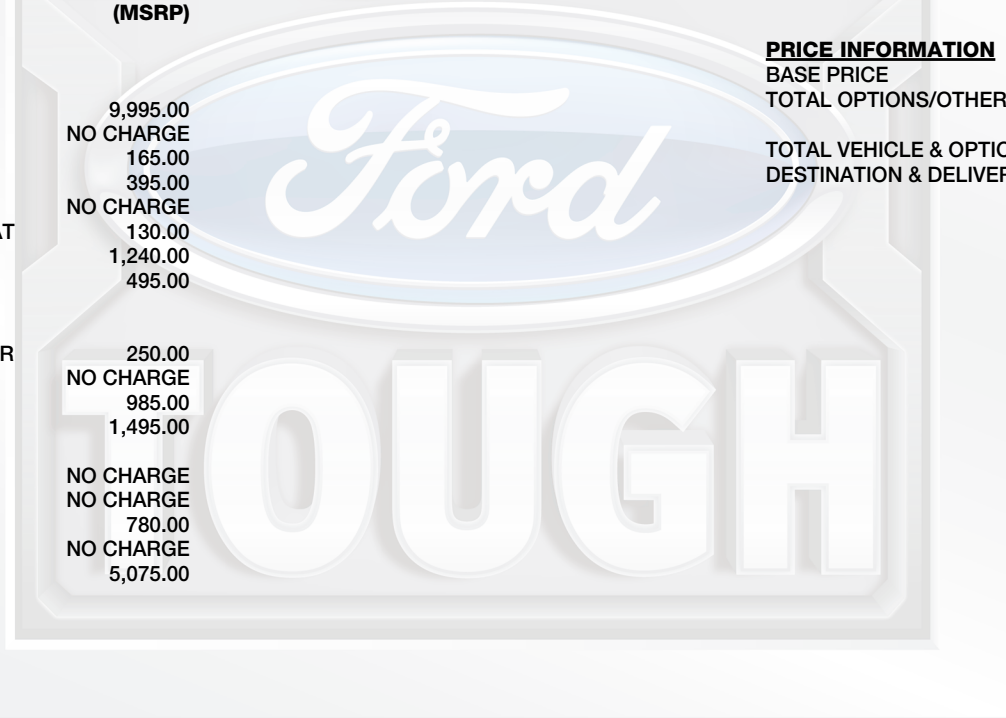 (MSRP)
9,995.00
NO CHARGE
165.00
395.00
NO CHARGE
AT 130.00
1,240.00
495.00
R 250.00
NO CHARGE
985.00
1,495.00
NO CHARGE
NO CHARGE
780.00
NO CHARGE
5,075.00
PRICE INFORMATION
BASE PRICE
TOTAL OPTIONS/OTHER
TOTAL VEHICLE & OPTIO
DESTINATION & DELIVER
Ford
TOUGH